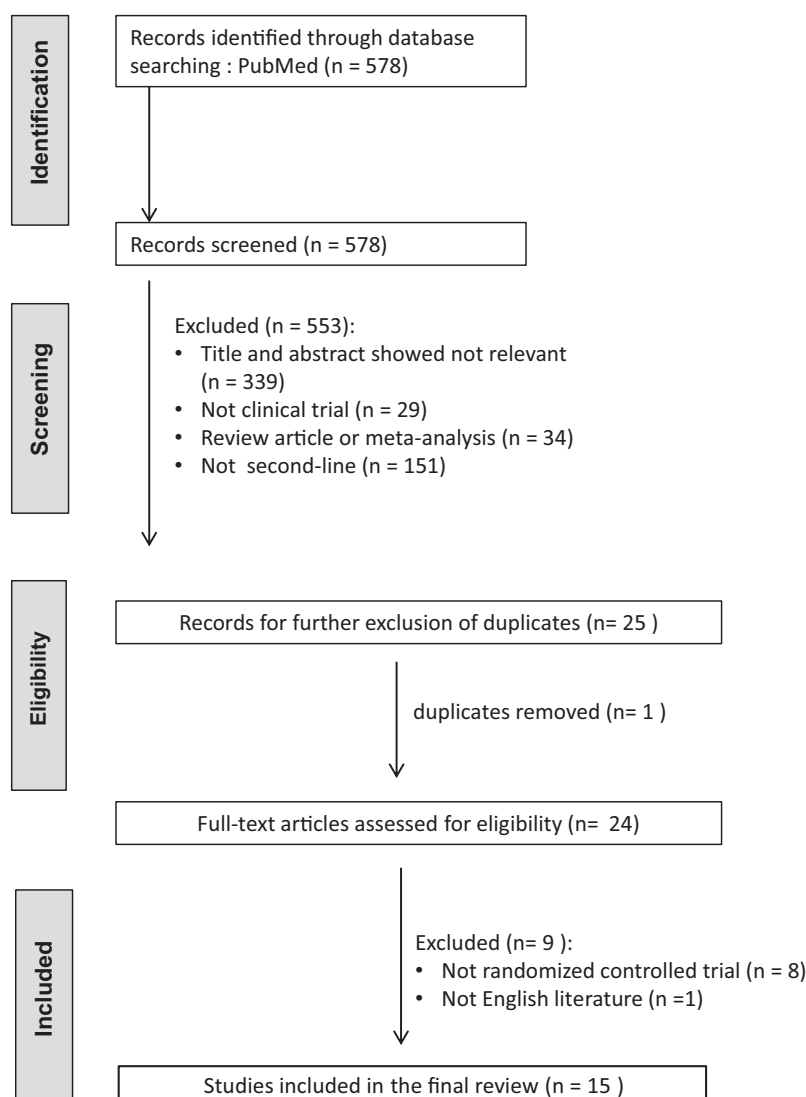 Identification
Records identified through database
searching : PubMed (n = 578)
Records screened (n = 578)
Screening
Excluded (n = 553):
• Title and abstract showed not relevant
(n = 339)
• Not clinical trial (n = 29)
• Review article or meta-analysis (n = 34)
• Not second-line (n = 151)
Eligibility
Records for further exclusion of duplicates (n= 25 )
duplicates removed (n= 1 )
Full-text articles assessed for eligibility (n= 24)
Included
Excluded (n= 9 ):
• Not randomized controlled trial (n = 8)
• Not English literature (n =1)
Studies included in the final review (n = 15 )